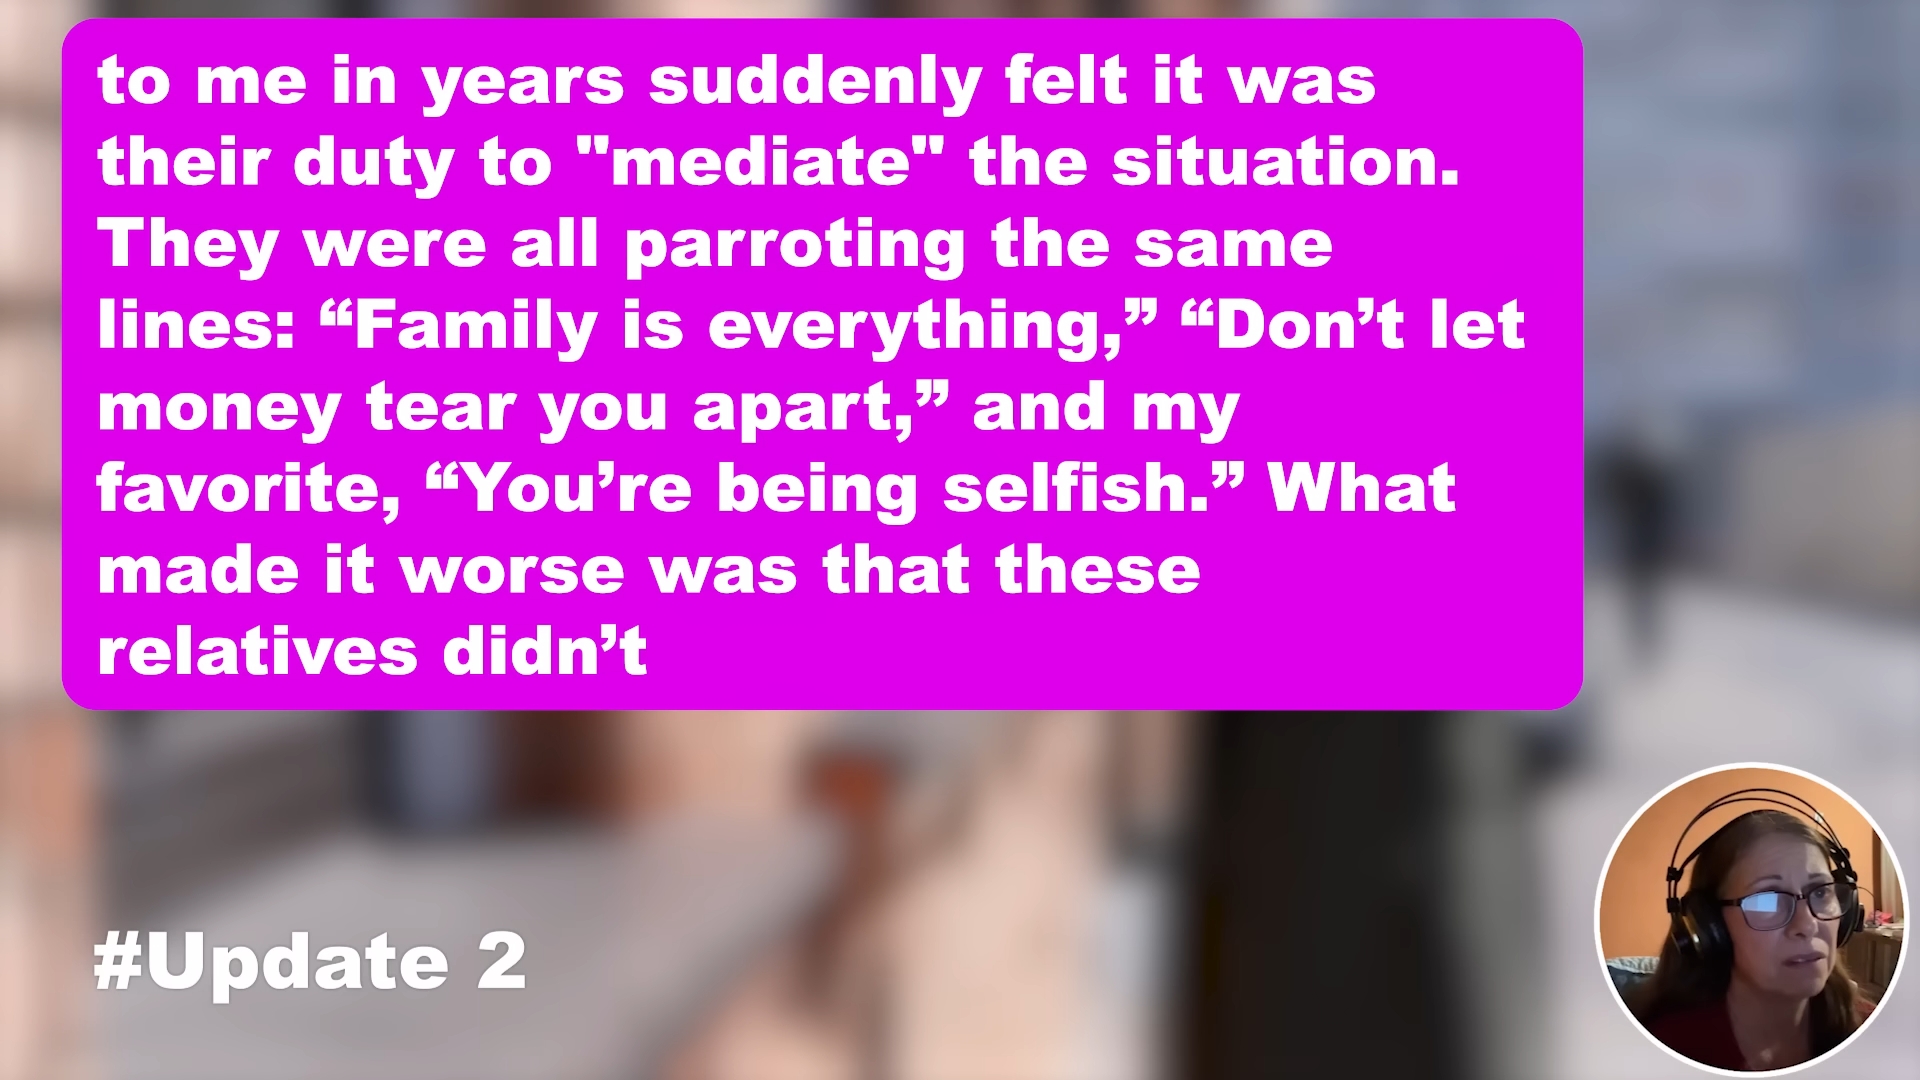 to me in years suddenly felt it was
their duty to "mediate" the situation.
They were all parroting the same
lines: “Family is everything,” “Don’t let
money tear you apart,” and my
favorite, “You’re being selfish.” What
made it worse was that these
relatives didn’t
#Update 2